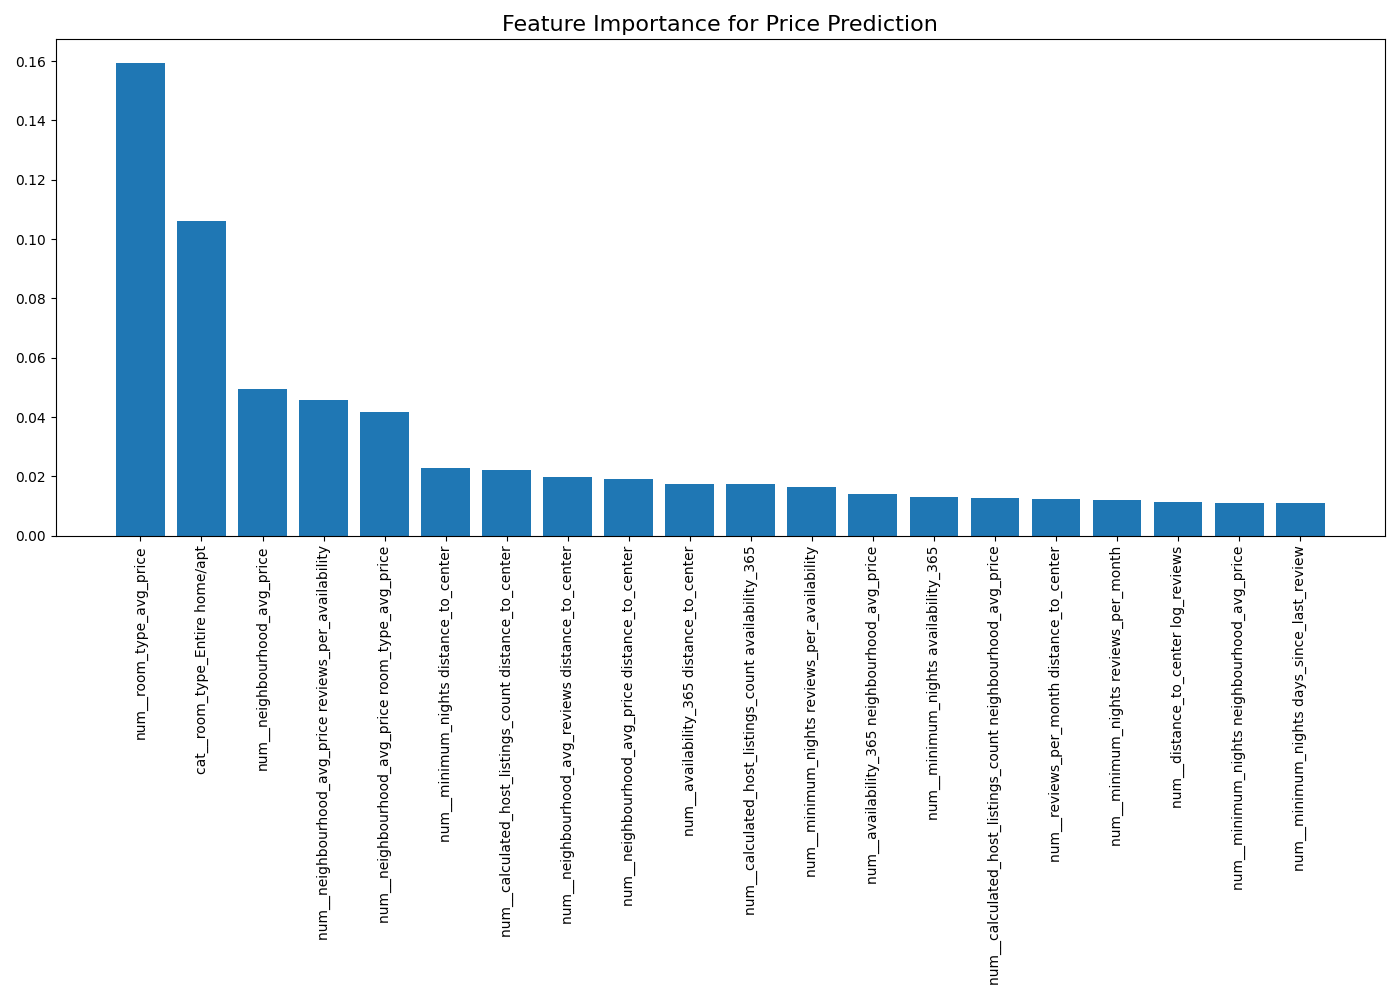 Feature Importance for Price Prediction
0.16
0.14
0.12
0.10
0.08
0.06
0.04
0.02
0.00
num__room_type_avg_price
cat__room_type_Entire home/apt
num__neighbourhood_avg_price
num__neighbourhood_avg_price reviews_per_availability
num__neighbourhood_avg_price room_type_avg_price
num__minimum_nights distance_to_center
num__calculated_host_listings_count distance_to_center
num__neighbourhood_avg_reviews distance_to_center
num__neighbourhood_avg_price distance_to_center
num__availability_365 distance_to_center
num__calculated_host_listings_count availability_365
num__minimum_nights reviews_per_availability
num__availability_365 neighbourhood_avg_price
num__minimum_nights availability_365
num__calculated_host_listings_count neighbourhood_avg_price
num__reviews_per_month distance_to_center
num__minimum_nights reviews_per_month
num__distance_to_center log_reviews
num__minimum_nights neighbourhood_avg_price
num__minimum_nights days_since_last_review